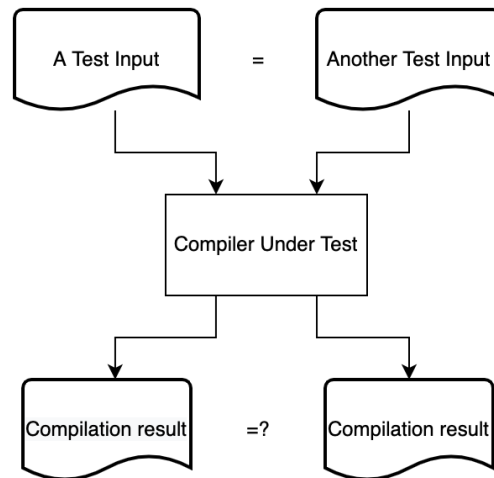 A Test Input = Another Test Input
Compiler Under Test
Compilation result =? Compilation result